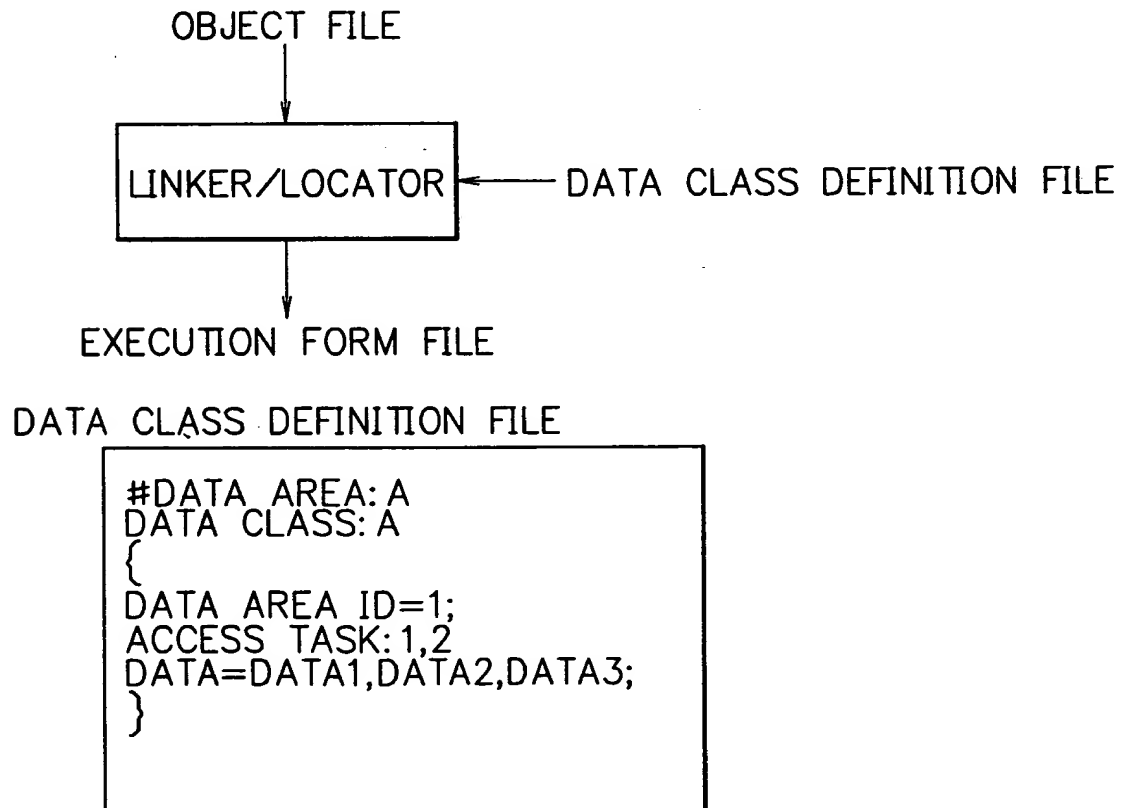 OBJECT FILE
LINKER/LOCATOR
DATA CLASS DEFINITION FILE
EXECUTION FORM FILE
DATA CLASS DEFINITION FILE
#DATA AREA: A
DATA CLASS: A
{
DATA AREA ID=1;
ACCESS TASK: 1,2
DATA=DATA1,DATA2,DATA3;
}